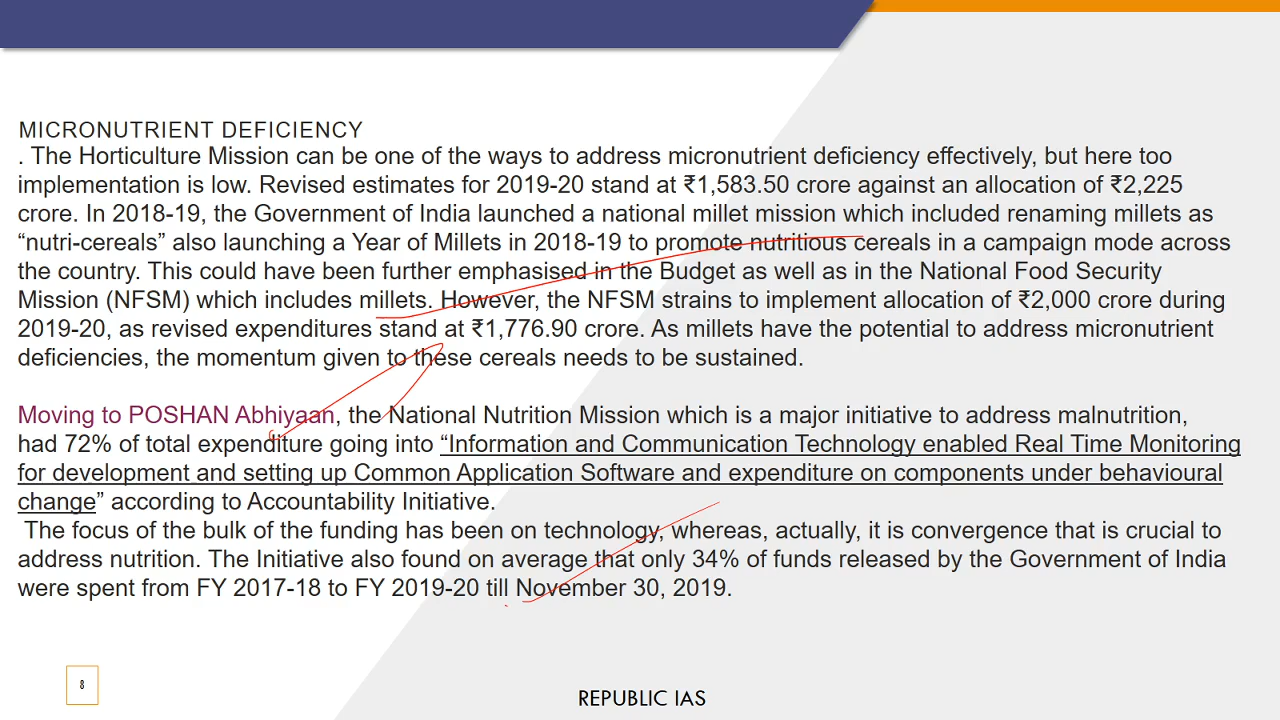 MICRONUTRIENT DEFICIENCY
. The Horticulture Mission can be one of the ways to address micronutrient deficiency effectively, but here too
implementation is low. Revised estimates for 2019-20 stand at ₹1,583.50 crore against an allocation of ₹2,225
crore. In 2018-19, the Government of India launched a national millet mission which included renaming millets as
“nutri-cereals” also launching a Year of Millets in 2018-19 to promote nutritious cereals in a campaign mode across
the country. This could have been further emphasised in the Budget as well as in the National Food Security
Mission (NFSM) which includes millets. However, the NFSM strains to implement allocation of ₹2,000 crore during
2019-20, as revised expenditures stand at ₹1,776.90 crore. As millets have the potential to address micronutrient
deficiencies, the momentum given to these cereals needs to be sustained.
Moving to POSHAN Abhiyaan, the National Nutrition Mission which is a major initiative to address malnutrition,
had 72% of total expenditure going into “Information and Communication Technology enabled Real Time Monitoring
for development and setting up Common Application Software and expenditure on components under behavioural
change” according to Accountability Initiative.
The focus of the bulk of the funding has been on technology, whereas, actually, it is convergence that is crucial to
address nutrition. The Initiative also found on average that only 34% of funds released by the Government of India
were spent from FY 2017-18 to FY 2019-20 till November 30, 2019.
8
REPUBLIC IAS